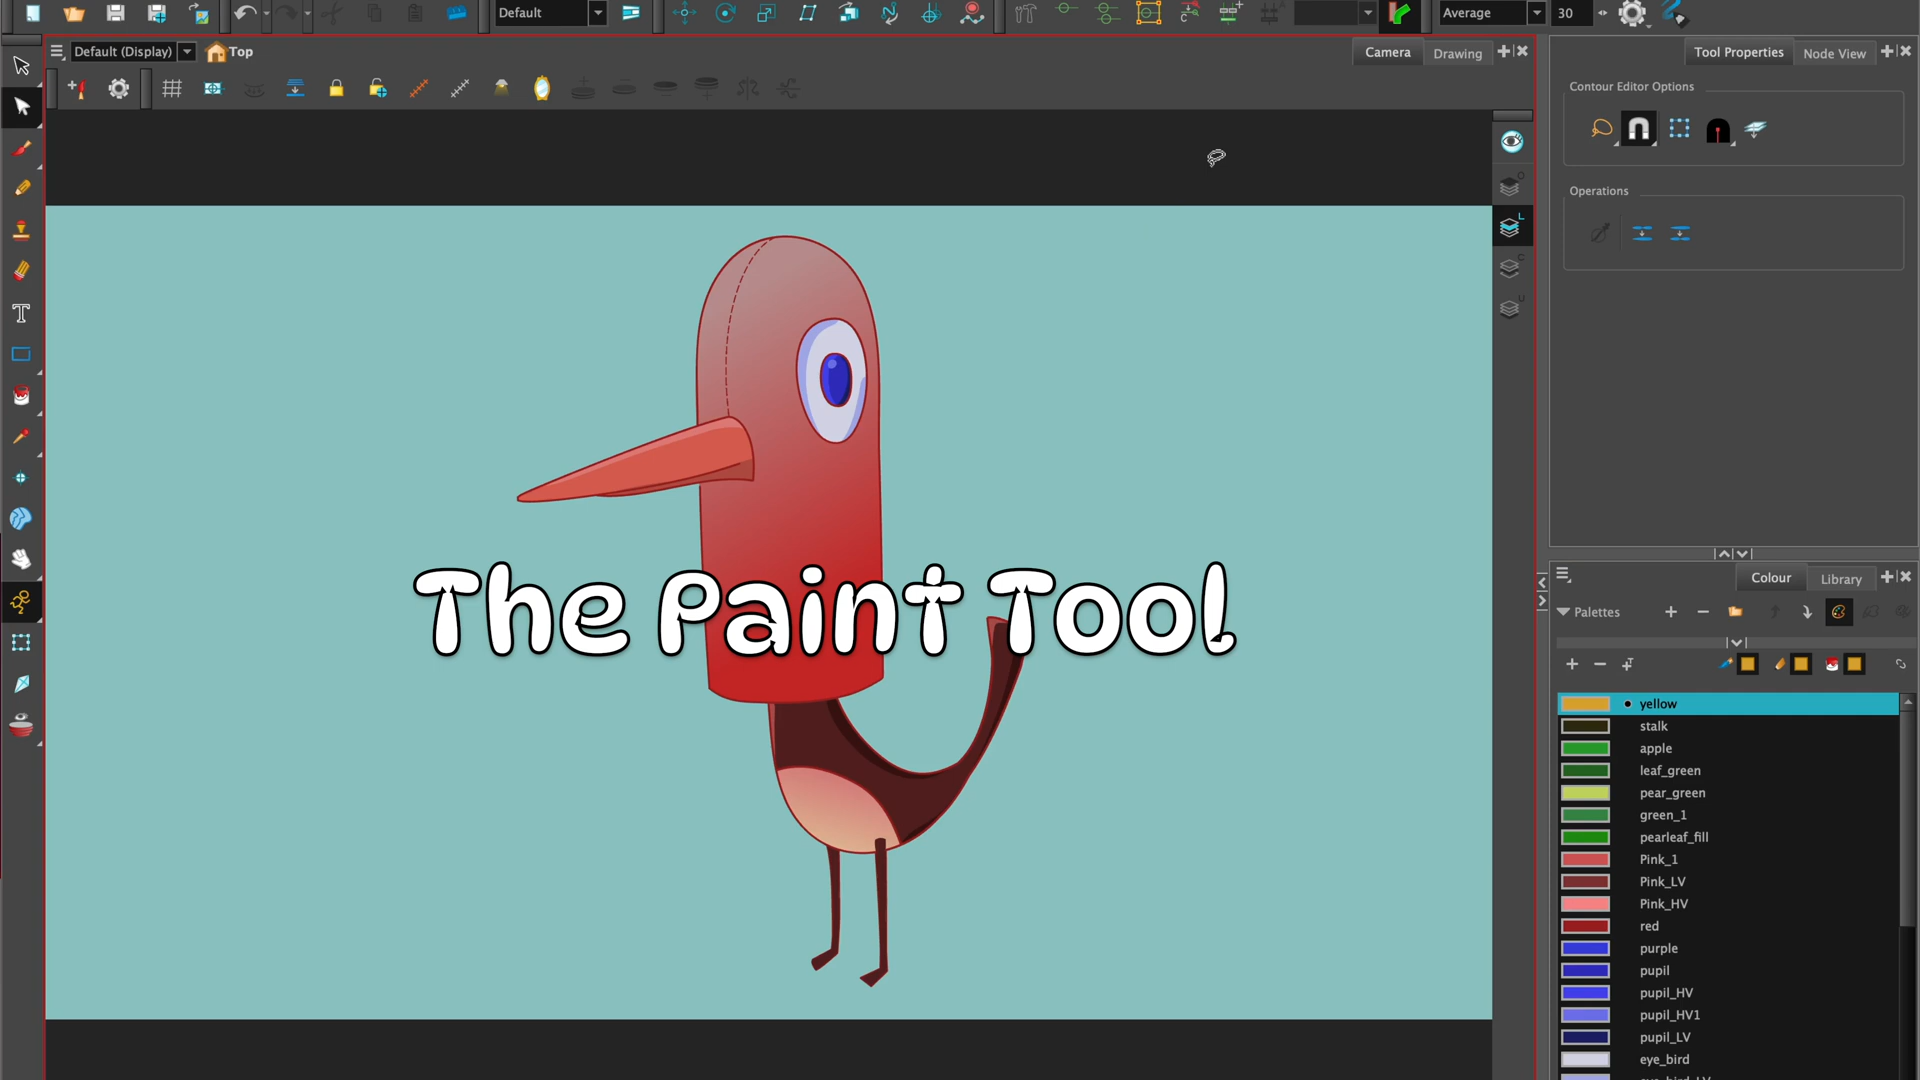 Default
Average
30
Default (Display)
Top
Camera
Drawing
Tool Properties
Node View
Contour Editor Options
Operations
T
The Paint Tool
Colour
Library
Palettes
yellow
stalk
apple
leaf_green
pear_green
green_1
pearleaf_fill
Pink_1
Pink_LV
Pink_HV
red
purple
pupil
pupil_HV
pupil_HV1
pupil_LV
eye_bird